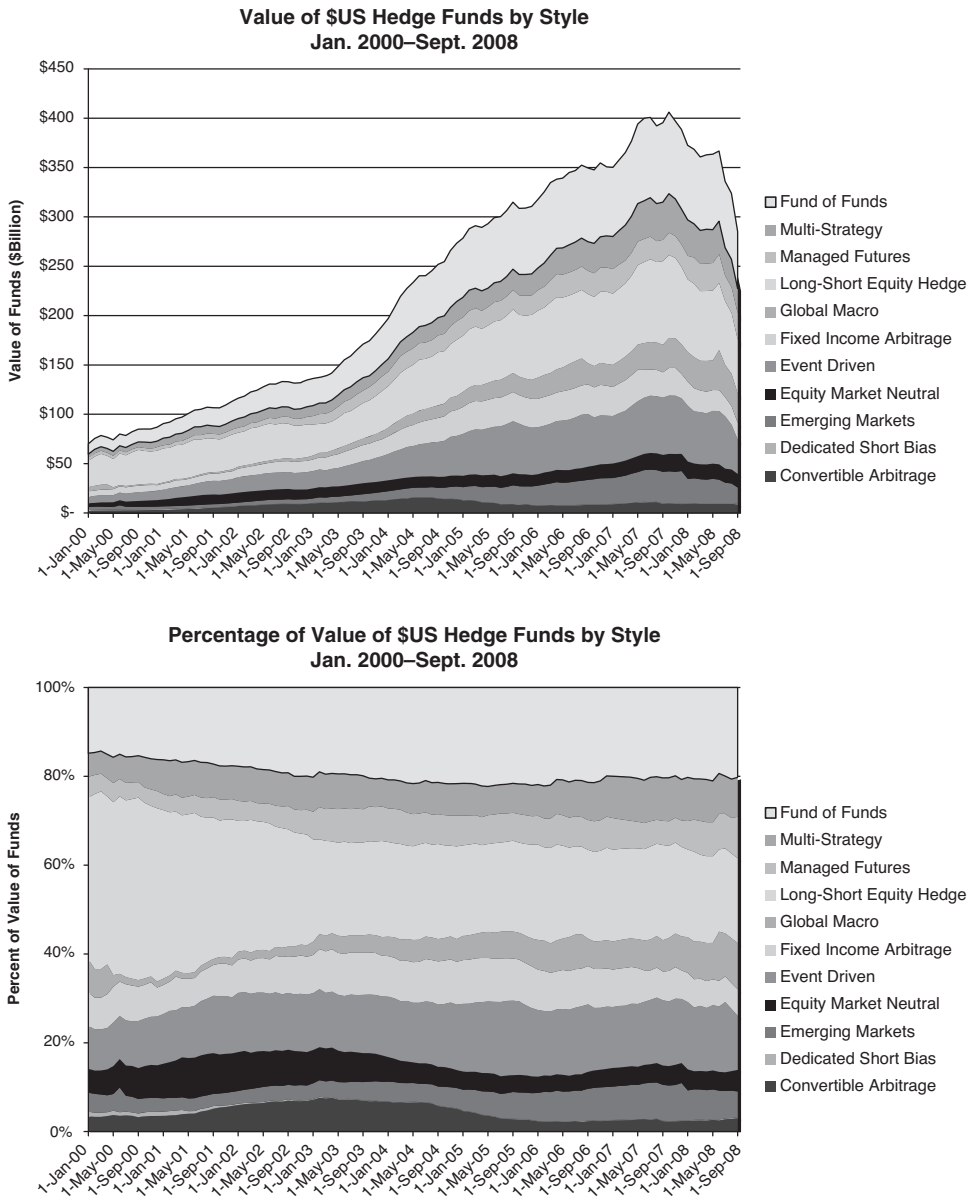 Value of $US Hedge Funds by Style
Jan. 2000–Sept. 2008
Value of Funds ($Billion)
$450
$400
$350
$300
$250
$200
$150
$100
$50
$-
1-Jan-00
1-May-00
1-Sep-00
1-Jan-01
1-May-01
1-Sep-01
1-Jan-02
1-May-02
1-Sep-02
1-Jan-03
1-May-03
1-Sep-03
1-Jan-04
1-May-04
1-Sep-04
1-Jan-05
1-May-05
1-Sep-05
1-Jan-06
1-May-06
1-Sep-06
1-Jan-07
1-May-07
1-Sep-07
1-Jan-08
1-May-08
1-Sep-08
Fund of Funds
Multi-Strategy
Managed Futures
Long-Short Equity Hedge
Global Macro
Fixed Income Arbitrage
Event Driven
Equity Market Neutral
Emerging Markets
Dedicated Short Bias
Convertible Arbitrage
Percentage of Value of $US Hedge Funds by Style
Jan. 2000–Sept. 2008
Percent of Value of Funds
100%
80%
60%
40%
20%
0%
1-Jan-00
1-May-00
1-Sep-00
1-Jan-01
1-May-01
1-Sep-01
1-Jan-02
1-May-02
1-Sep-02
1-Jan-03
1-May-03
1-Sep-03
1-Jan-04
1-May-04
1-Sep-04
1-Jan-05
1-May-05
1-Sep-05
1-Jan-06
1-May-06
1-Sep-06
1-Jan-07
1-May-07
1-Sep-07
1-Jan-08
1-May-08
1-Sep-08
Fund of Funds
Multi-Strategy
Managed Futures
Long-Short Equity Hedge
Global Macro
Fixed Income Arbitrage
Event Driven
Equity Market Neutral
Emerging Markets
Dedicated Short Bias
Convertible Arbitrage